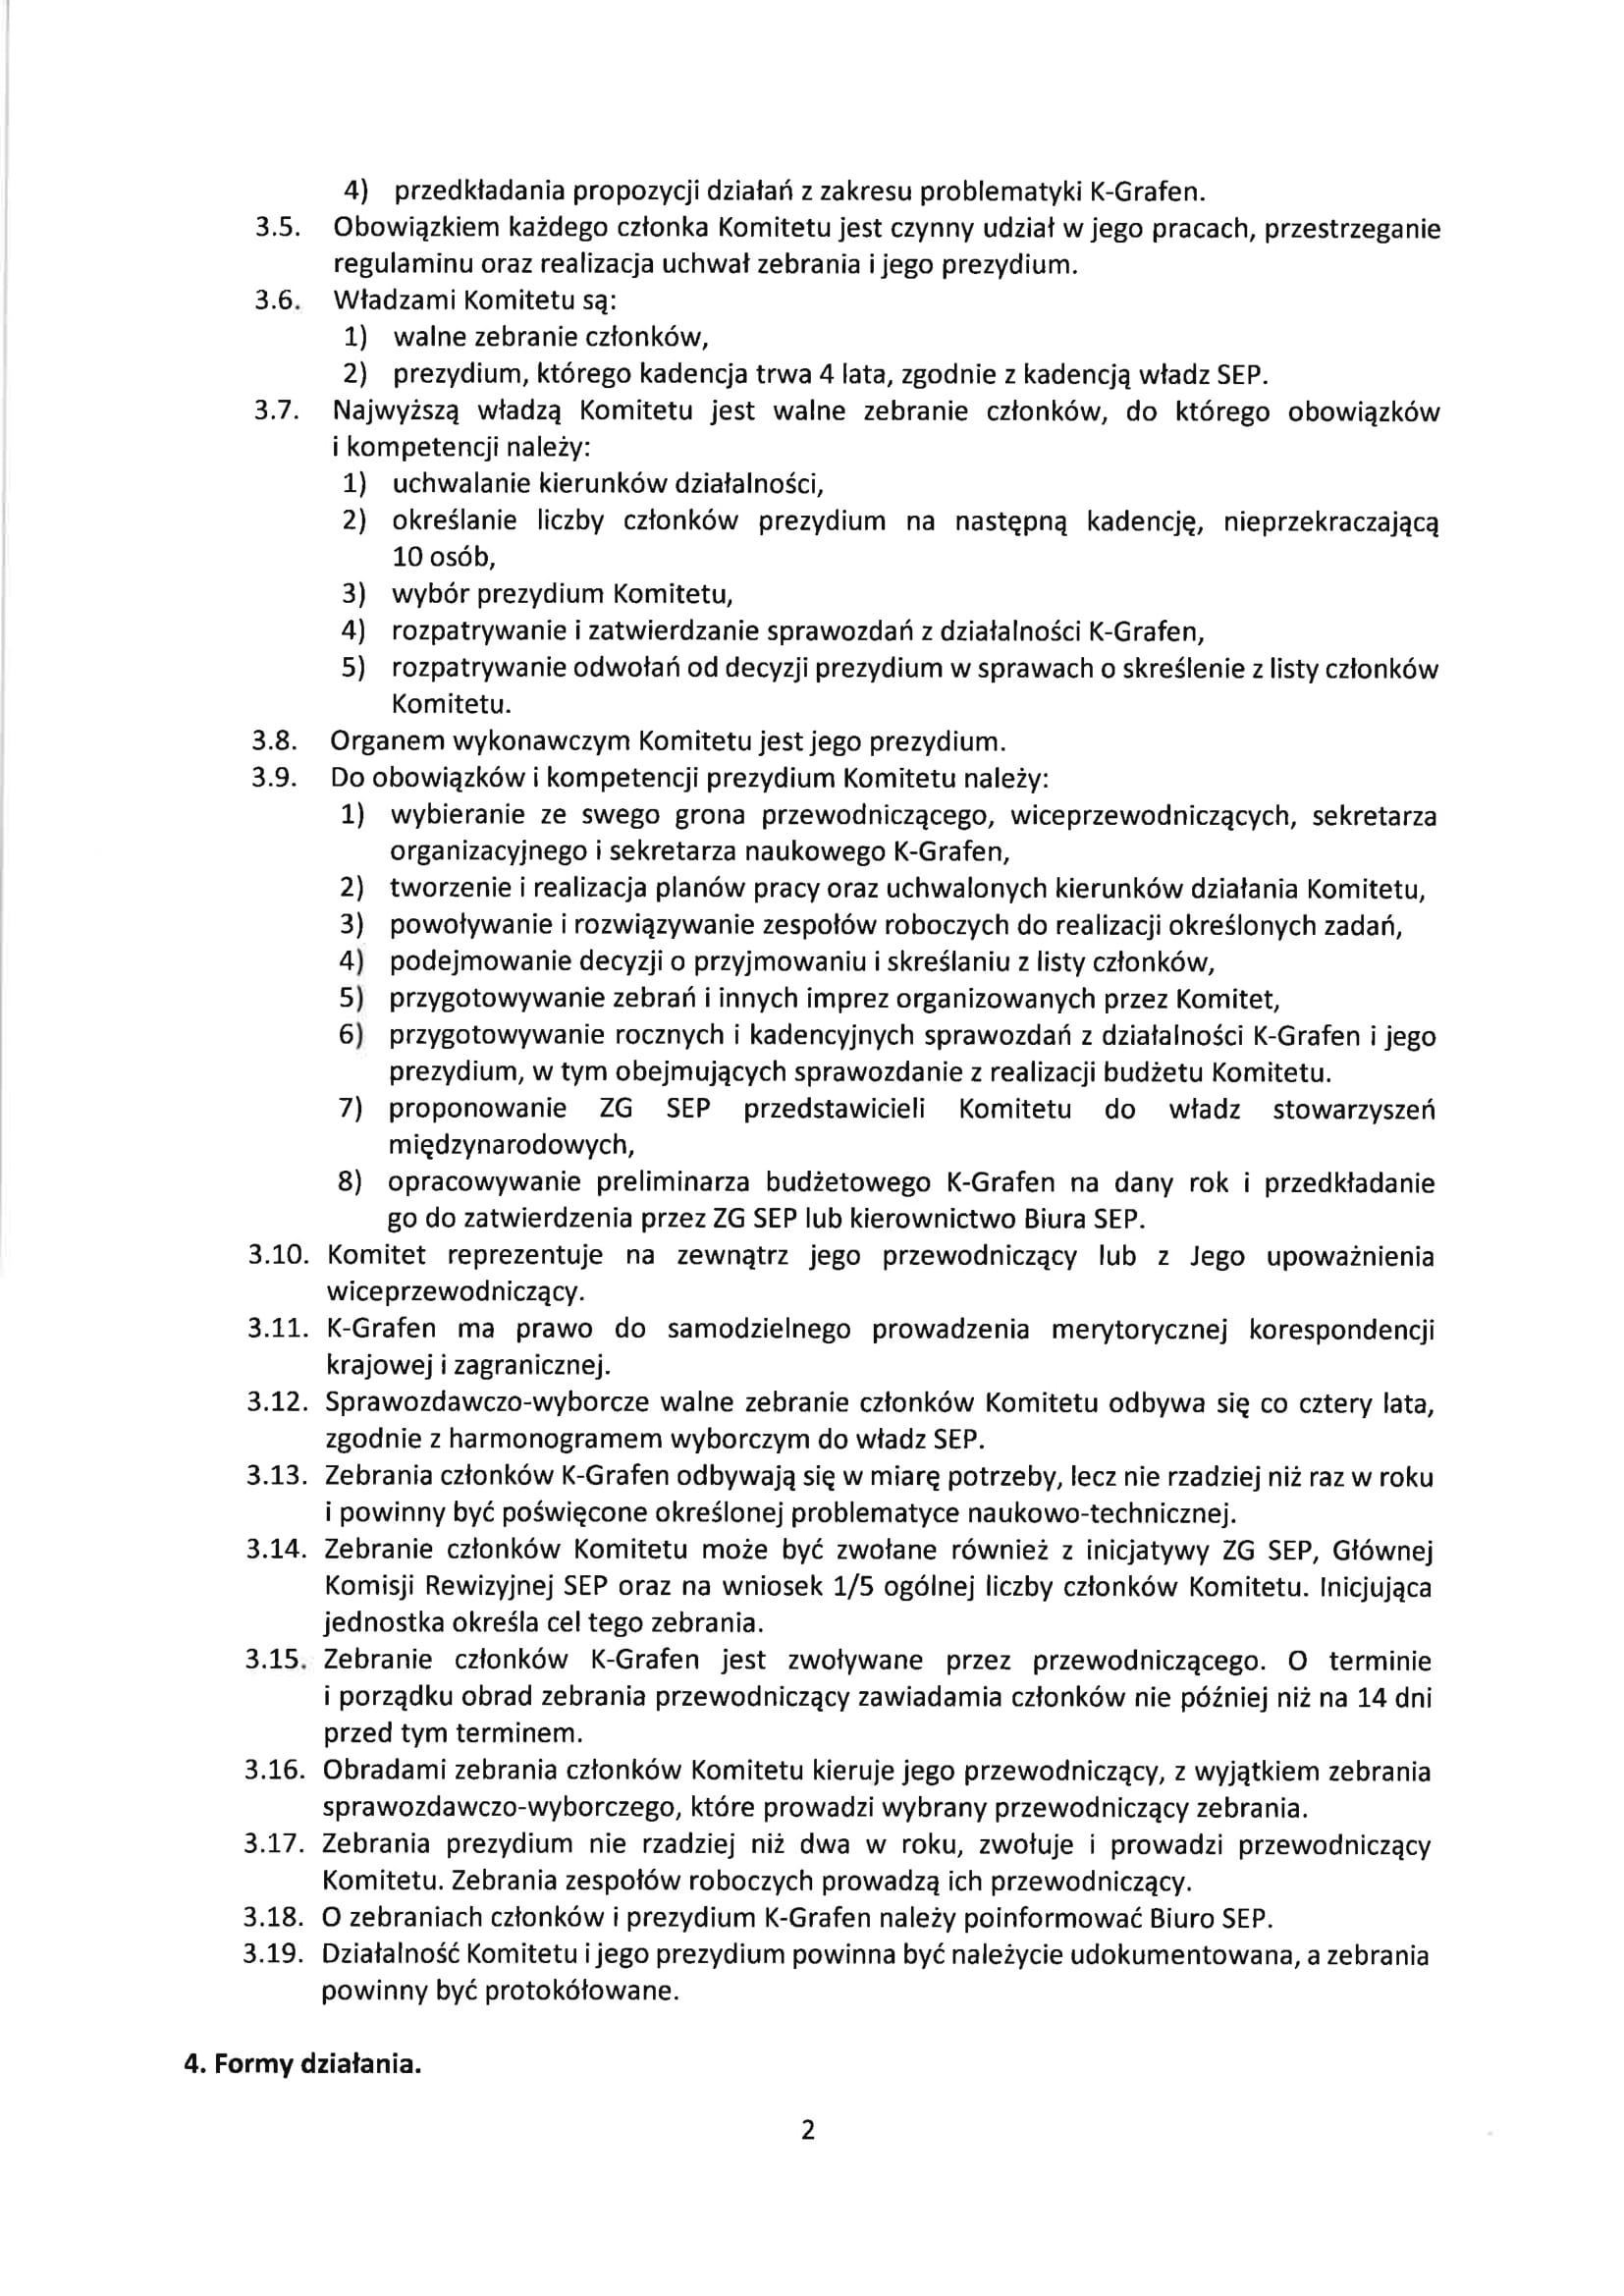 4) przedkładania propozycji działań z zakresu problematyki K-Grafen.
3.5. Obowiązkiem każdego członka Komitetu jest czynny udział w jego pracach, przestrzeganie
regulaminu oraz realizacja uchwał zebrania i jego prezydium.
3.6. Władzami Komitetu są:
1) walne zebranie członków,
2) prezydium, którego kadencja trwa 4 lata, zgodnie z kadencją władz SEP.
3.7. Najwyższą władzą Komitetu jest walne zebranie członków, do którego obowiązków
i kompetencji należy:
1) uchwalanie kierunków działalności,
2) określanie liczby członków prezydium na następną kadencję, nieprzekraczającą
10 osób,
3) wybór prezydium Komitetu,
4) rozpatrywanie i zatwierdzanie sprawozdań z działalności K-Grafen,
5) rozpatrywanie odwołań od decyzji prezydium w sprawach o skreślenie z listy członków
Komitetu.
3.8. Organem wykonawczym Komitetu jest jego prezydium.
3.9. Do obowiązków i kompetencji prezydium Komitetu należy:
1) wybieranie ze swego grona przewodniczącego, wiceprzewodniczących, sekretarza
organizacyjnego i sekretarza naukowego K-Grafen,
2) tworzenie i realizacja planów pracy oraz uchwalonych kierunków działania Komitetu,
3) powoływanie i rozwiązywanie zespołów roboczych do realizacji określonych zadań,
4) podejmowanie decyzji o przyjmowaniu i skreślaniu z listy członków,
5) przygotowywanie zebrań i innych imprez organizowanych przez Komitet,
6) przygotowywanie rocznych i kadencyjnych sprawozdań z działalności K-Grafen i jego
prezydium, w tym obejmujących sprawozdanie z realizacji budżetu Komitetu.
7) proponowanie ZG SEP przedstawicieli Komitetu do władz stowarzyszeń
międzynarodowych,
8) opracowywanie preliminarza budżetowego K-Grafen na dany rok i przedkładanie
go do zatwierdzenia przez ZG SEP lub kierownictwo Biura SEP.
3.10. Komitet reprezentuje na zewnątrz jego przewodniczący lub z Jego upoważnienia
wiceprzewodniczący.
3.11. K-Grafen ma prawo do samodzielnego prowadzenia merytorycznej korespondencji
krajowej i zagranicznej.
3.12. Sprawozdawczo-wyborcze walne zebranie członków Komitetu odbywa się co cztery lata,
zgodnie z harmonogramem wyborczym do władz SEP.
3.13. Zebrania członków K-Grafen odbywają się w miarę potrzeby, lecz nie rzadziej niż raz w roku
i powinny być poświęcone określonej problematyce naukowo-technicznej.
3.14. Zebranie członków Komitetu może być zwołane również z inicjatywy ZG SEP, Głównej
Komisji Rewizyjnej SEP oraz na wniosek 1/5 ogólnej liczby członków Komitetu. Inicjująca
jednostka określa cel tego zebrania.
3.15. Zebranie członków K-Grafen jest zwoływane przez przewodniczącego. O terminie
i porządku obrad zebrania przewodniczący zawiadamia członków nie później niż na 14 dni
przed tym terminem.
3.16. Obradami zebrania członków Komitetu kieruje jego przewodniczący, z wyjątkiem zebrania
sprawozdawczo-wyborczego, które prowadzi wybrany przewodniczący zebrania.
3.17. Zebrania prezydium nie rzadziej niż dwa w roku, zwołuje i prowadzi przewodniczący
Komitetu. Zebrania zespołów roboczych prowadzą ich przewodniczący.
3.18. O zebraniach członków i prezydium K-Grafen należy poinformować Biuro SEP.
3.19. Działalność Komitetu i jego prezydium powinna być należycie udokumentowana, a zebrania
powinny być protokółowane.
4. Formy działania.
2